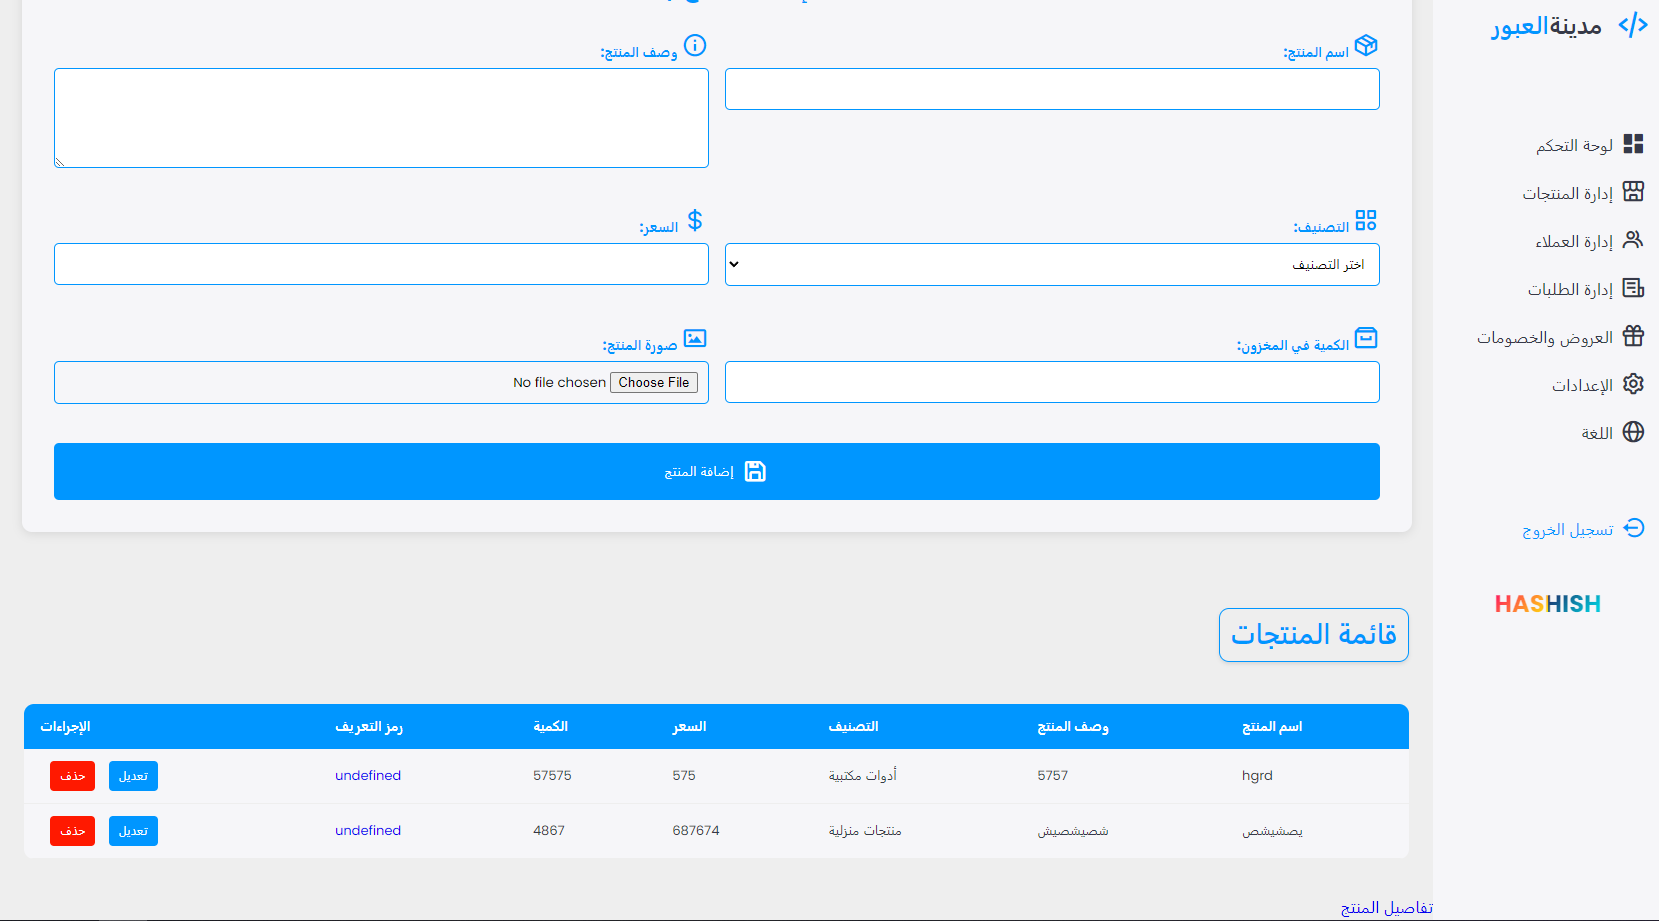 مدينةالعبور
لوحة التحكم
إدارة المنتجات
إدارة العملاء
إدارة الطلبات
العروض والخصومات
الإعدادات
اللغة
تسجيل الخروج
HASHISH
اسم المنتج:
وصف المنتج:
التصنيف:
اختر التصنيف
السعر:
الكمية في المخزون:
صورة المنتج:
Choose File No file chosen
إضافة المنتج
قائمة المنتجات
اسم المنتج وصف المنتج التصنيف السعر الكمية رمز التعريف الإجراءات
hgrd 5757 أدوات مكتبية 575 57575 undefined تعديل حذف
يصشيشص شصيشصيش منتجات منزلية 687674 4867 undefined تعديل حذف
تفاصيل المنتج